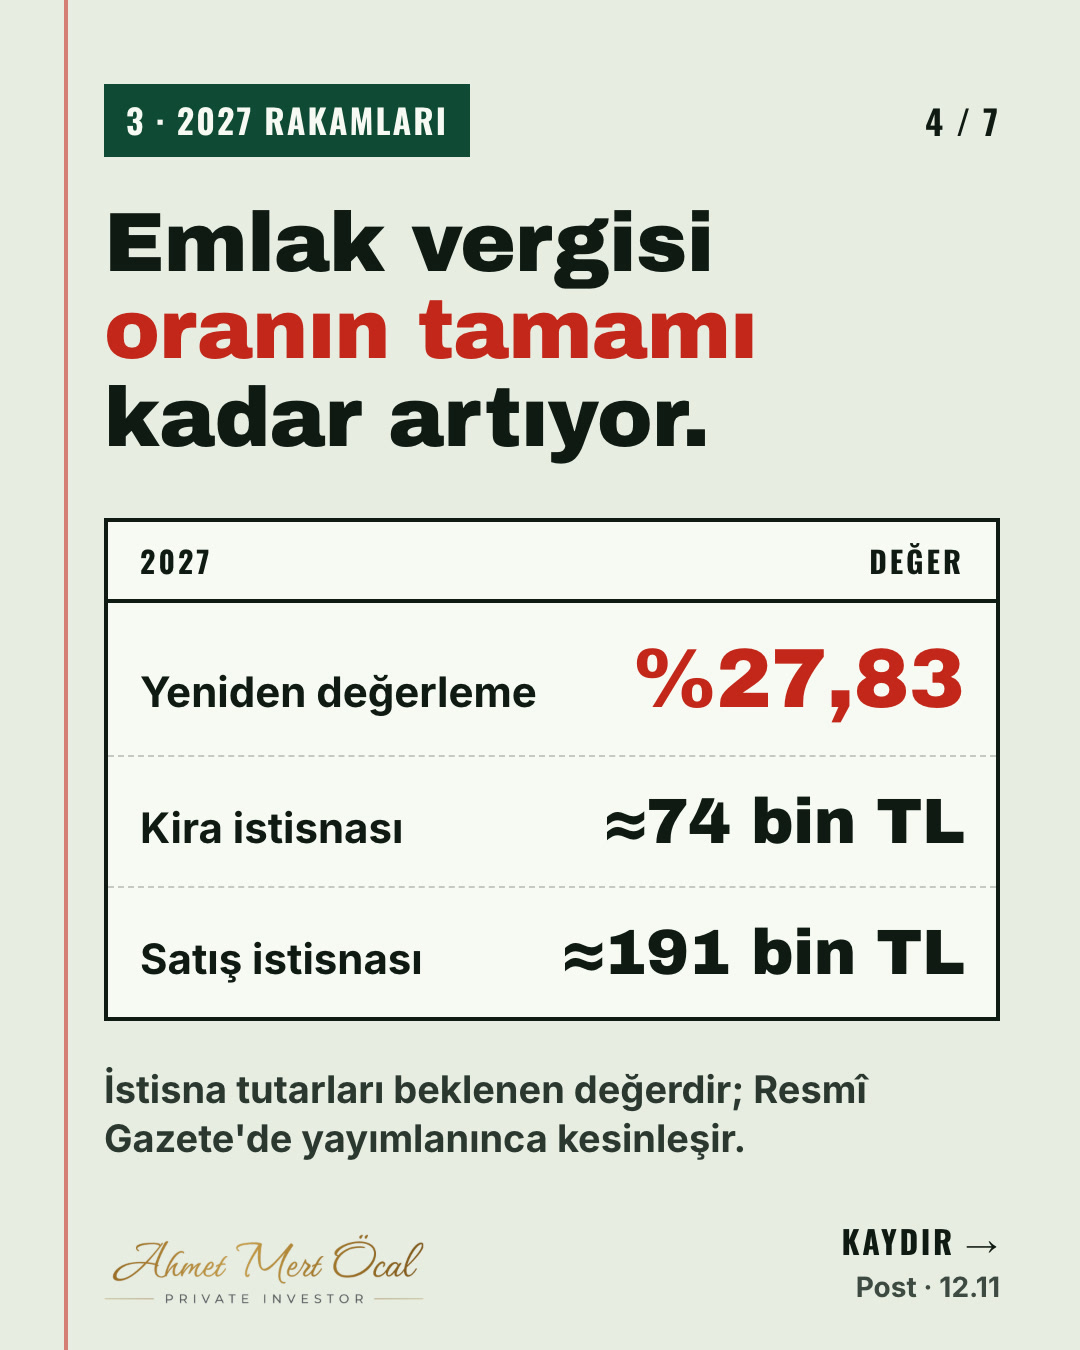 3 · 2027 RAKAMLARI
4 / 7
Emlak vergisi
oranın tamamı
kadar artıyor.
2027 DEĞER
Yeniden değerleme %27,83
Kira istisnası ≈74 bin TL
Satış istisnası ≈191 bin TL
İstisna tutarları beklenen değerdir; Resmî
Gazete'de yayımlanınca kesinleşir.
Ahmet Mert Öcal
PRIVATE INVESTOR
KAYDIR →
Post · 12.11